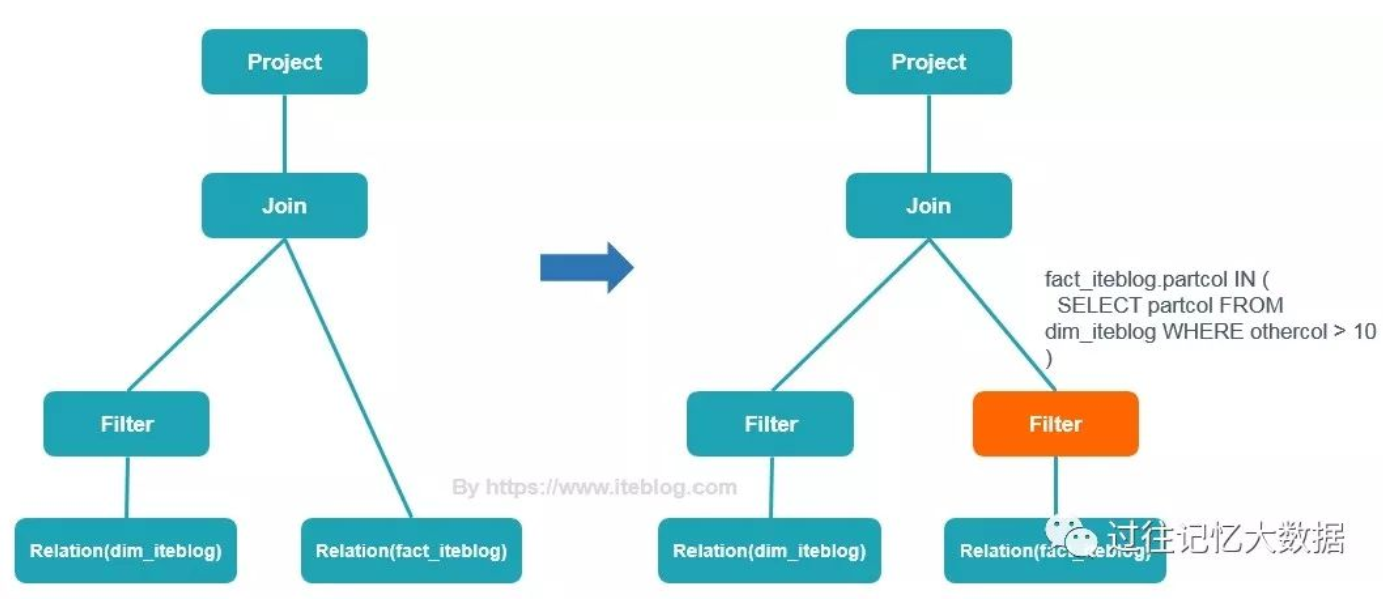 Project
Project
Join
Join
fact_iteblog.partcol IN (
SELECT partcol FROM
dim_iteblog WHERE othercol > 10
)
Filter
Filter
Filter
By https://www.iteblog.com
Relation(dim_iteblog)
Relation(fact_iteblog)
Relation(dim_iteblog)
Relation(fact_iteblog)
过往记忆大数据